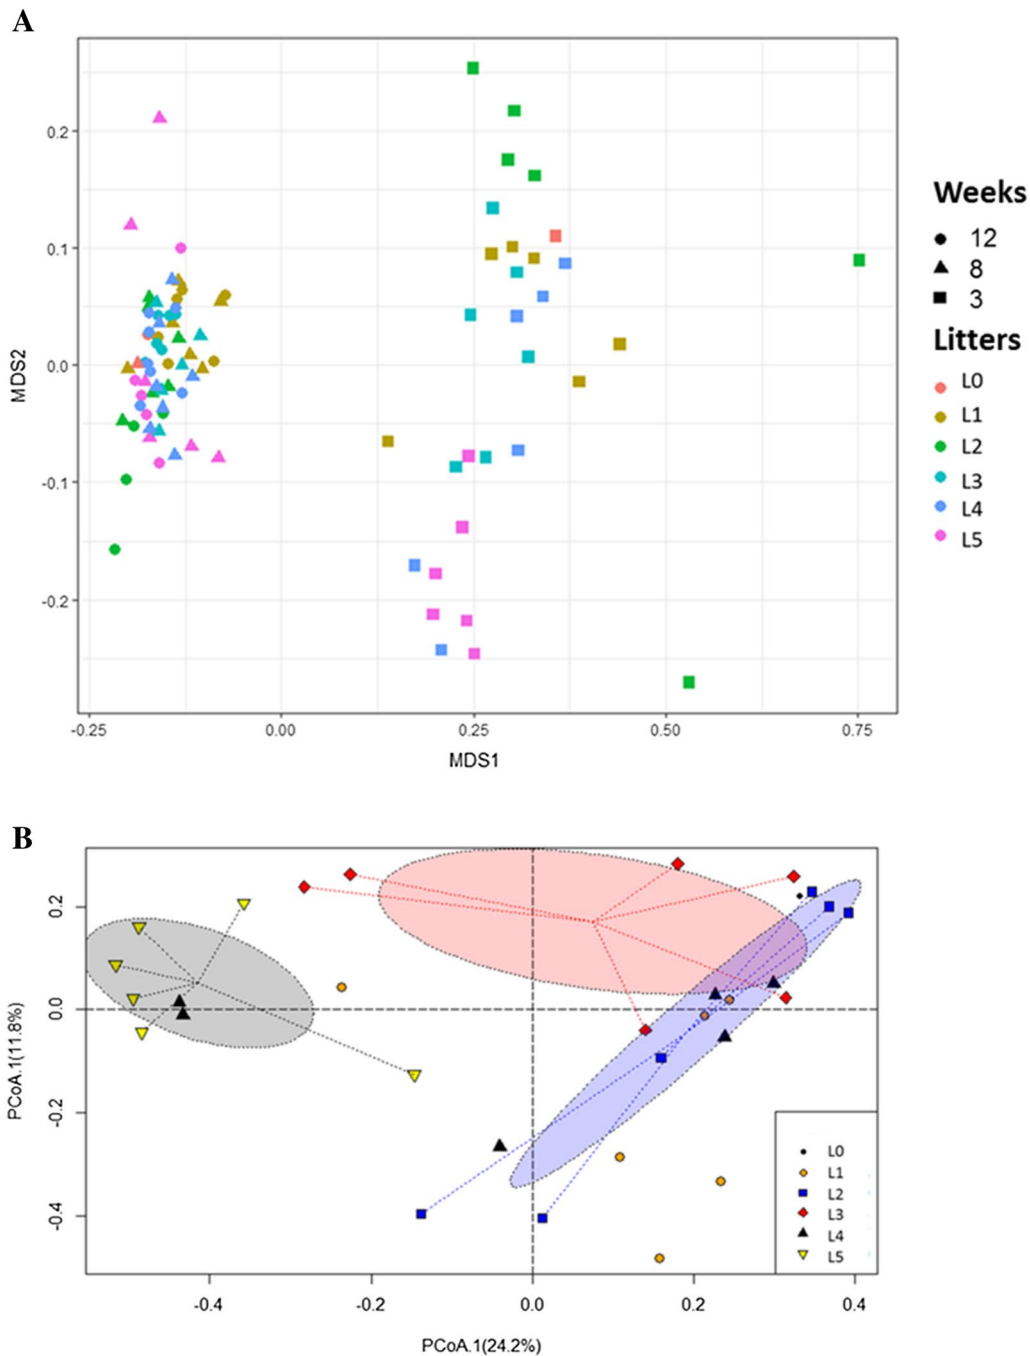 A
0.2
0.1
0.0
-0.1
-0.2
MDS2
-0.25
0.00
0.25
0.50
0.75
MDS1
Weeks
12
8
3
Litters
L0
L1
L2
L3
L4
L5
B
0.2
0.0
-0.2
-0.4
PCoA.1(11.8%)
-0.4
-0.2
0.0
0.2
0.4
PCoA.1(24.2%)
L0
L1
L2
L3
L4
L5